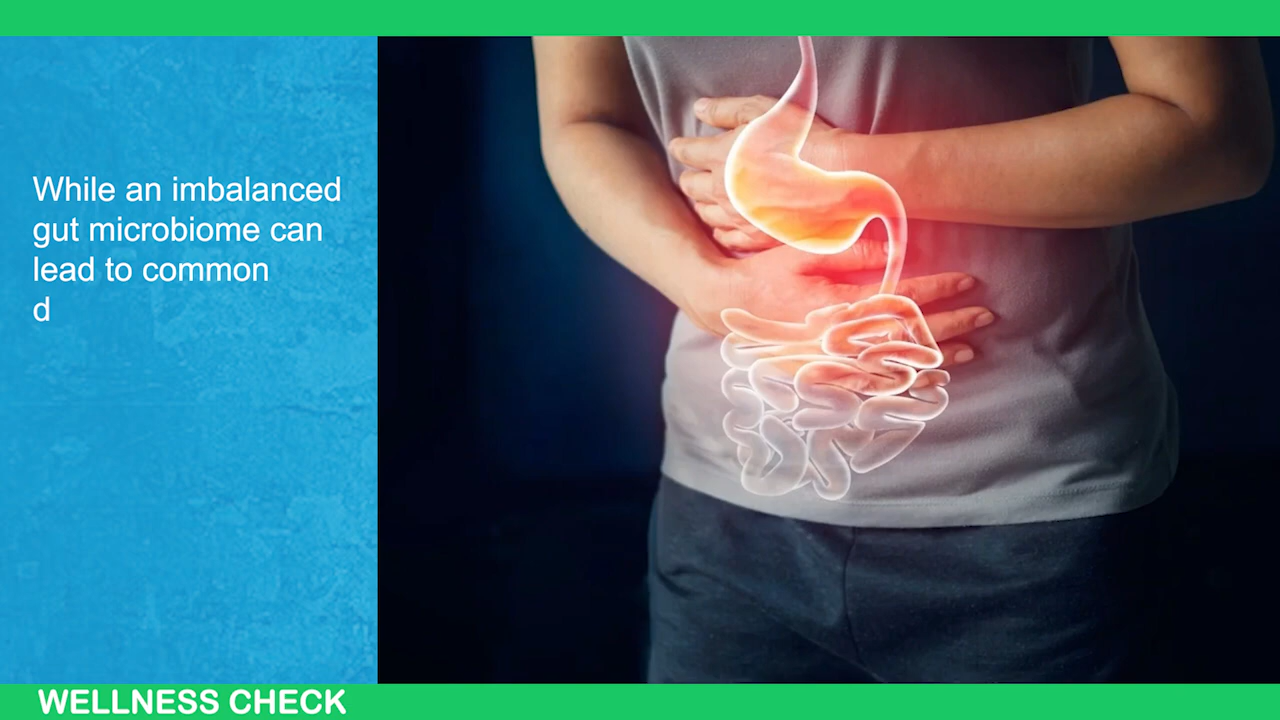 While an imbalanced
gut microbiome can
lead to common
d
WELLNESS CHECK